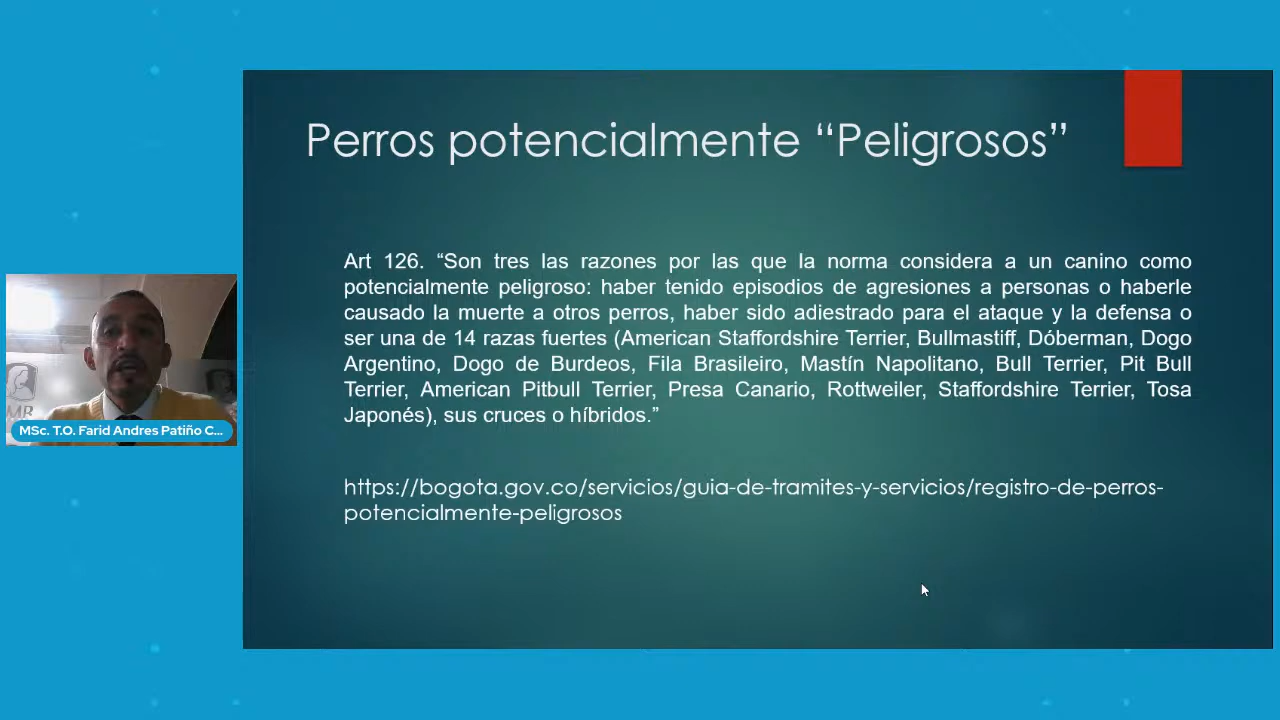 Perros potencialmente “Peligrosos”
Art 126. “Son tres las razones por las que la norma considera a un canino como
potencialmente peligroso: haber tenido episodios de agresiones a personas o haberle
causado la muerte a otros perros, haber sido adiestrado para el ataque y la defensa o
ser una de 14 razas fuertes (American Staffordshire Terrier, Bullmastiff, Dóberman, Dogo
Argentino, Dogo de Burdeos, Fila Brasileiro, Mastín Napolitano, Bull Terrier, Pit Bull
Terrier, American Pitbull Terrier, Presa Canario, Rottweiler, Staffordshire Terrier, Tosa
Japonés), sus cruces o híbridos.”
https://bogota.gov.co/servicios/guia-de-tramites-y-servicios/registro-de-perros-
potencialmente-peligrosos
MSc. T.O. Farid Andres Patiño C...